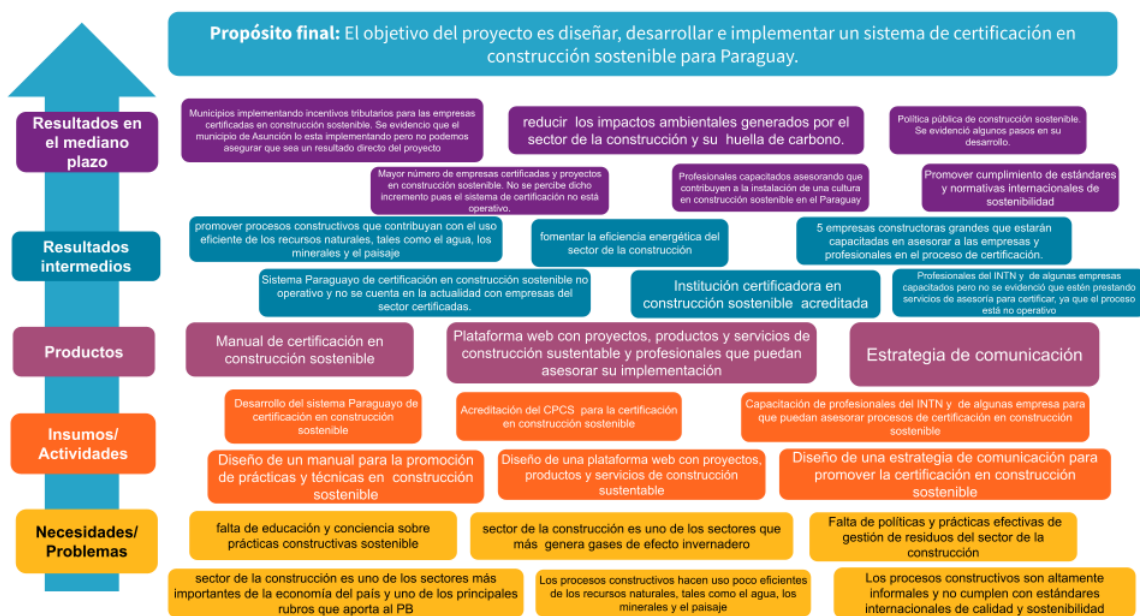 Propósito final: El objetivo del proyecto es diseñar, desarrollar e implementar un sistema de certificación en
construcción sostenible para Paraguay.
Resultados en
el mediano
plazo
Municipios implementando incentivos tributarios para las empresas
certificadas en construcción sostenible. Se evidencio que el
municipio de Asunción lo esta implementando pero no podemos
asegurar que sea un resultado directo del proyecto
reducir los impactos ambientales generados por el
sector de la construcción y su huella de carbono.
Política pública de construcción sostenible.
Se evidenció algunos pasos en su
desarrollo.
Mayor número de empresas certificadas y proyectos
en construcción sostenible. No se percibe dicho
incremento pues el sistema de certificación no está
operativo.
Profesionales capacitados asesorando que
contribuyen a la instalación de una cultura
en construcción sostenible en el Paraguay
Promover cumplimiento de estándares
y normativas internacionales de
sostenibilidad
Resultados
intermedios
promover procesos constructivos que contribuyan con el uso
eficiente de los recursos naturales, tales como el agua, los
minerales y el paisaje
fomentar la eficiencia energética del
sector de la construcción
5 empresas constructoras grandes que estarán
capacitadas en asesorar a las empresas y
profesionales en el proceso de certificación.
Sistema Paraguayo de certificación en construcción sostenible no
operativo y no se cuenta en la actualidad con empresas del
sector certificadas.
Institución certificadora en
construcción sostenible acreditada
Profesionales del INTN y de algunas empresas
capacitados pero no se evidenció que estén prestando
servicios de asesoría para certificar, ya que el proceso
está no operativo
Productos
Manual de certificación en
construcción sostenible
Plataforma web con proyectos, productos y servicios de
construcción sustentable y profesionales que puedan
asesorar su implementación
Estrategia de comunicación
Insumos/
Actividades
Desarrollo del sistema Paraguayo de
certificación en construcción
sostenible
Acreditación del CPCS para la certificación
en construcción sostenible
Capacitación de profesionales del INTN y de algunas empresa para
que puedan asesorar procesos de certificación en construcción
sostenible
Diseño de un manual para la promoción
de prácticas y técnicas en construcción
sostenible
Diseño de una plataforma web con proyectos,
productos y servicios de construcción
sustentable
Diseño de una estrategia de comunicación para
promover la certificación en construcción
sostenible
Necesidades/
Problemas
falta de educación y conciencia sobre
prácticas constructivas sostenible
sector de la construcción es uno de los sectores que
más genera gases de efecto invernadero
Falta de políticas y prácticas efectivas de
gestión de residuos del sector de la
construcción
sector de la construcción es uno de los sectores más
importantes de la economía del país y uno de los principales
rubros que aporta al PB
Los procesos constructivos hacen uso poco eficientes
de los recursos naturales, tales como el agua, los
minerales y el paisaje
Los procesos constructivos son altamente
informales y no cumplen con estándares
internacionales de calidad y sostenibilidad